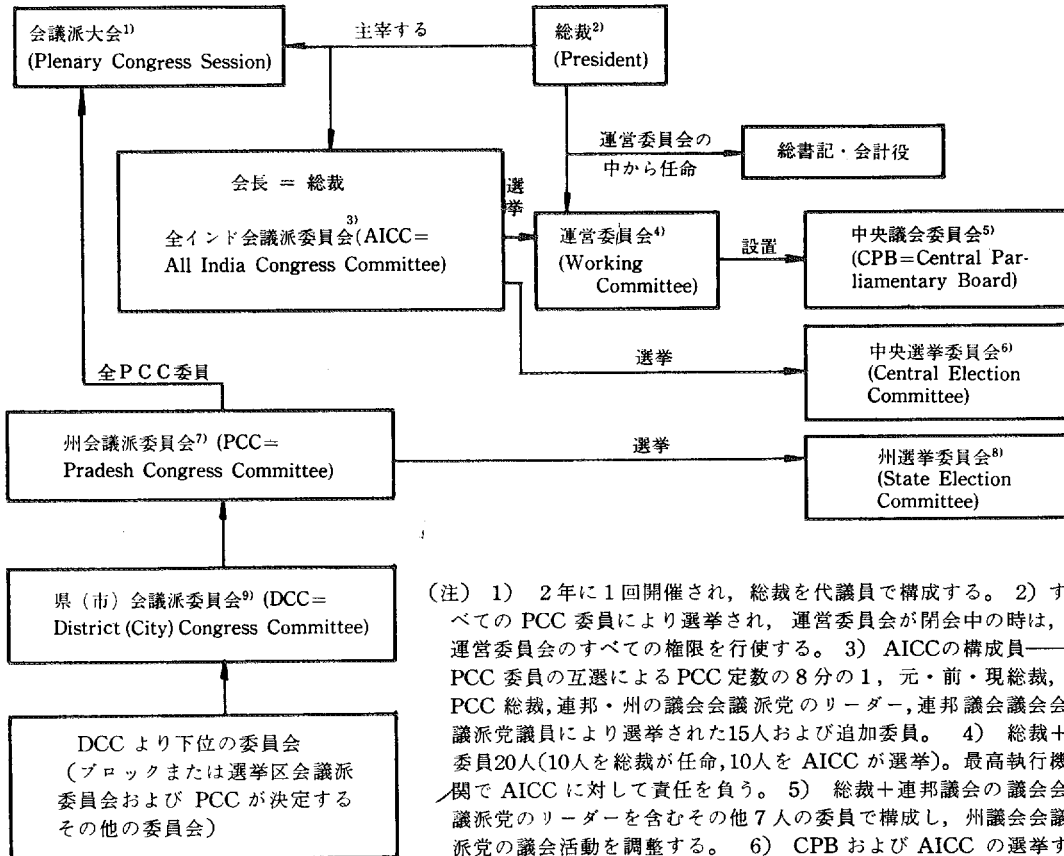 会議派大会1)
(Plenary Congress Session)
主宰する
総裁2)
(President)
運営委員会の
中から任命
総書記・会計役
会長 = 総裁
全インド会議派委員会3)(AICC=
All India Congress Committee)
選
挙
運営委員会4)
(Working
Committee)
設置
中央議会委員会5)
(CPB=Central Par-
liamentary Board)
選挙
中央選挙委員会6)
(Central Election
Committee)
全PCC委員
州会議派委員会7) (PCC=
Pradesh Congress Committee)
選挙
州選挙委員会8)
(State Election
Committee)
県(市)会議派委員会9) (DCC=
District (City) Congress Committee)
DCC より下位の委員会
(ブロックまたは選挙区会議派
委員会および PCC が決定する
その他の委員会)
(注) 1) 2年に1回開催され,総裁を代議員で構成する。 2) す
べての PCC 委員により選挙され,運営委員会が閉会中の時は,
運営委員会のすべての権限を行使する。 3) AICCの構成員――
PCC 委員の互選によるPCC 定数の8分の1,元・前・現総裁,
PCC 総裁,連邦・州の議会会議派党のリーダー,連邦議会議会会
議派党議員により選挙された15人および追加委員。 4) 総裁+
委員20人(10人を総裁が任命,10人を AICC が選挙)。最高執行機
関で AICC に対して責任を負う。 5) 総裁+連邦議会の議会会
議派党のリーダーを含むその他7人の委員で構成し,州議会会議
派党の議会活動を調整する。 6) CPB および AICC の選挙す